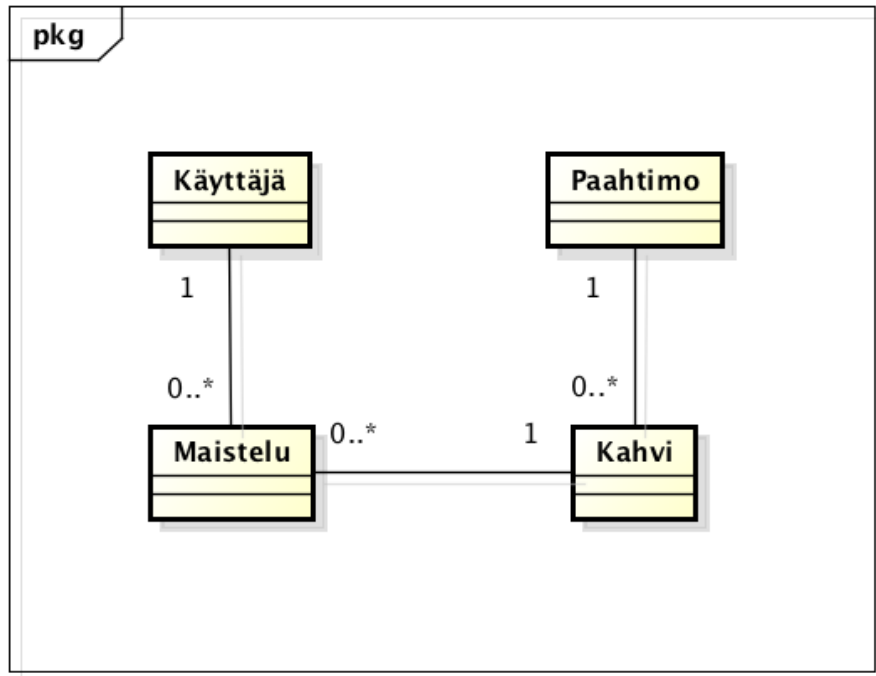 pkg
Käyttäjä
Paahtimo
1
1
0..*
0..*
Maistelu
0..*
1
Kahvi